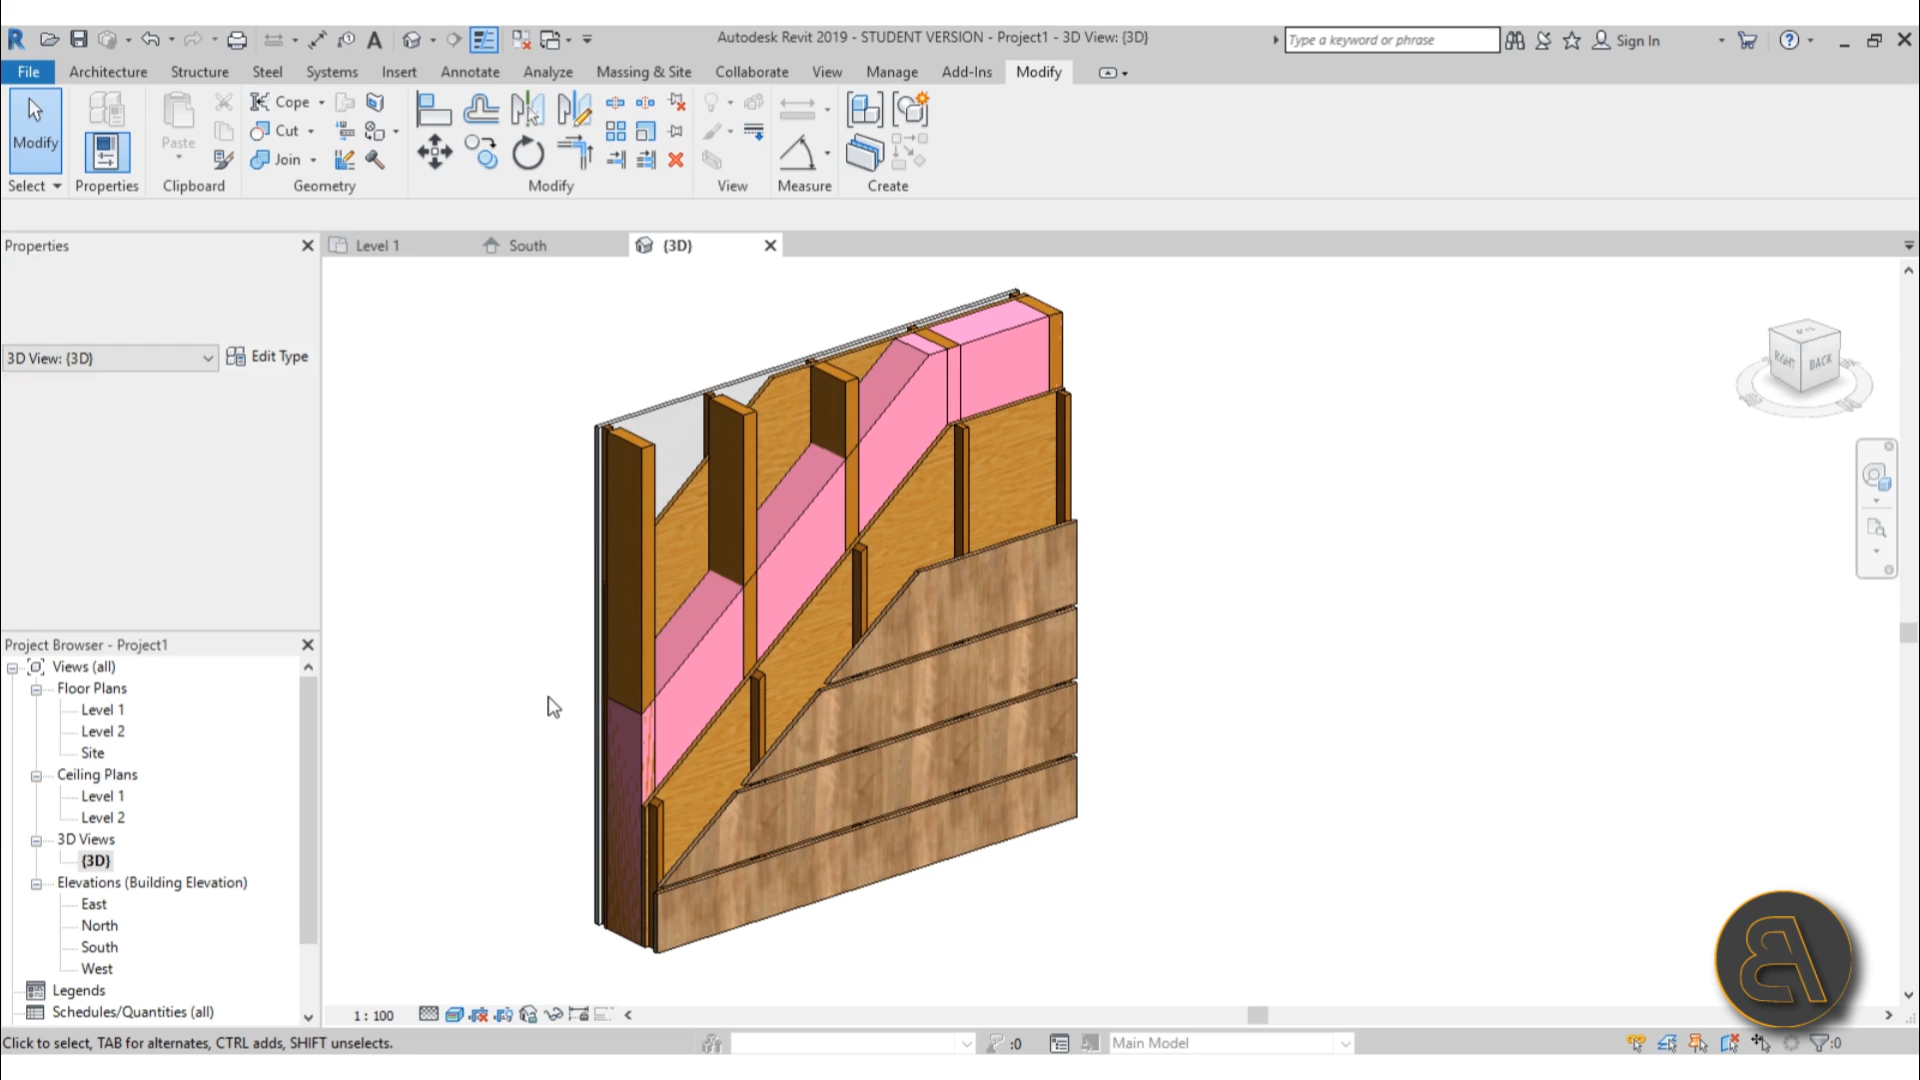 Autodesk Revit 2019 - STUDENT VERSION - Project1 - 3D View: {3D}
Type a keyword or phrase
Sign In
File Architecture Structure Steel Systems Insert Annotate Analyze Massing & Site Collaborate View Manage Add-Ins Modify
Modify
Paste
Cope
Cut
Join
Select Properties Clipboard Geometry Modify View Measure Create
Properties
Level 1
South
{3D}
3D View: {3D}
Edit Type
RIGHT
BACK
Project Browser - Project1
Views (all)
Floor Plans
Level 1
Level 2
Site
Ceiling Plans
Level 1
Level 2
3D Views
{3D}
Elevations (Building Elevation)
East
North
South
West
Legends
Schedules/Quantities (all)
1 : 100
Click to select, TAB for alternates, CTRL adds, SHIFT unselects.
:0
Main Model
:0